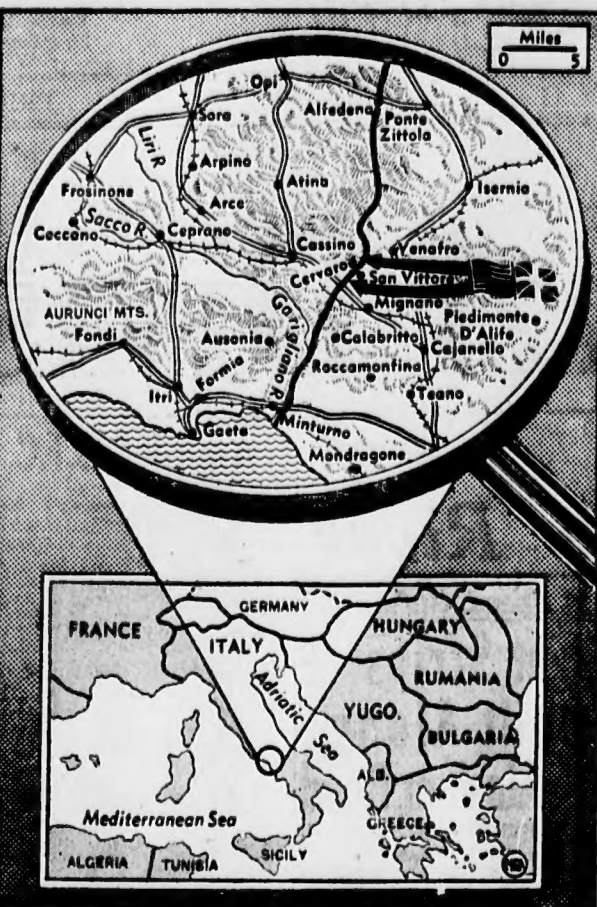 Miles
0 5
Opi
Alfedena
Ponte
Zittola
Sora
Liri R
Arpino
Atina
Isernia
Frosinone
Arce
Sacco R
Ceccano
Ceprano
Cassino
Venafro
Cervaro
San Vittore
Mignano
AURUNCI MTS.
Garigliano R
Piedimonte
D'Alife
Fondi
Ausonia
Calabritto
Cajanello
Formia
Roccamonfina
Itri
Teano
Minturno
Gaeta
Mondragone
GERMANY
FRANCE
HUNGARY
ITALY
RUMANIA
Adriatic
Sea
YUGO.
BULGARIA
ALB.
Mediterranean Sea
GREECE
SICILY
ALGERIA
TUNISIA